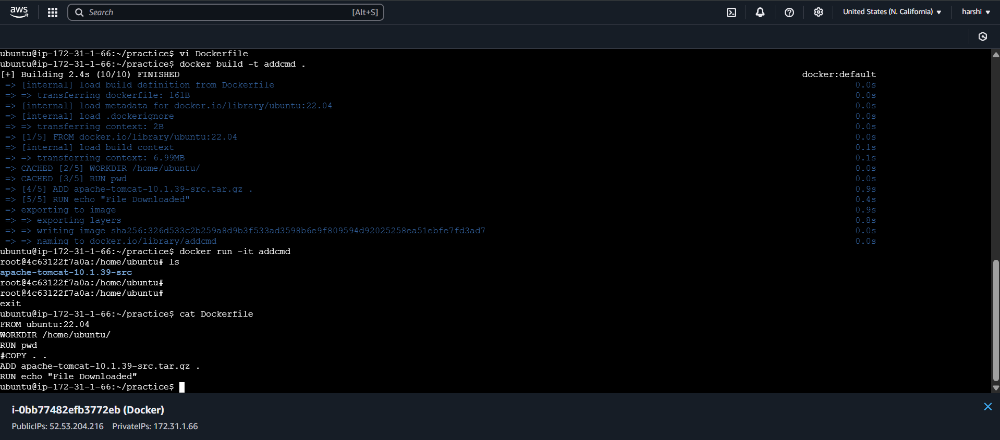 aws
Search [Alt+S]
United States (N. California)
harshi
ubuntu@ip-172-31-1-66:~/practice$ vi Dockerfile
ubuntu@ip-172-31-1-66:~/practice$ docker build -t addcmd .
[+] Building 2.4s (10/10) FINISHED docker:default
=> [internal] load build definition from Dockerfile 0.0s
=> => transferring dockerfile: 161B 0.0s
=> [internal] load metadata for docker.io/library/ubuntu:22.04 0.0s
=> [internal] load .dockerignore 0.0s
=> => transferring context: 2B 0.0s
=> [1/5] FROM docker.io/library/ubuntu:22.04 0.0s
=> [internal] load build context 0.1s
=> => transferring context: 6.99MB 0.1s
=> CACHED [2/5] WORKDIR /home/ubuntu/ 0.0s
=> CACHED [3/5] RUN pwd 0.0s
=> [4/5] ADD apache-tomcat-10.1.39-src.tar.gz . 0.9s
=> [5/5] RUN echo "File Downloaded" 0.4s
=> exporting to image 0.9s
=> => exporting layers 0.8s
=> => writing image sha256:326d533c2b259a8d9b3f533ad3598b6e9f809594d92025258ea51ebfe7fd3ad7 0.0s
=> => naming to docker.io/library/addcmd 0.0s
ubuntu@ip-172-31-1-66:~/practice$ docker run -it addcmd
root@4c63122f7a0a:/home/ubuntu# ls
apache-tomcat-10.1.39-src
root@4c63122f7a0a:/home/ubuntu#
root@4c63122f7a0a:/home/ubuntu#
exit
ubuntu@ip-172-31-1-66:~/practice$ cat Dockerfile
FROM ubuntu:22.04
WORKDIR /home/ubuntu/
RUN pwd
#COPY . .
ADD apache-tomcat-10.1.39-src.tar.gz .
RUN echo "File Downloaded"
ubuntu@ip-172-31-1-66:~/practice$
i-0bb77482efb3772eb (Docker)
PublicIPs: 52.53.204.216 PrivateIPs: 172.31.1.66